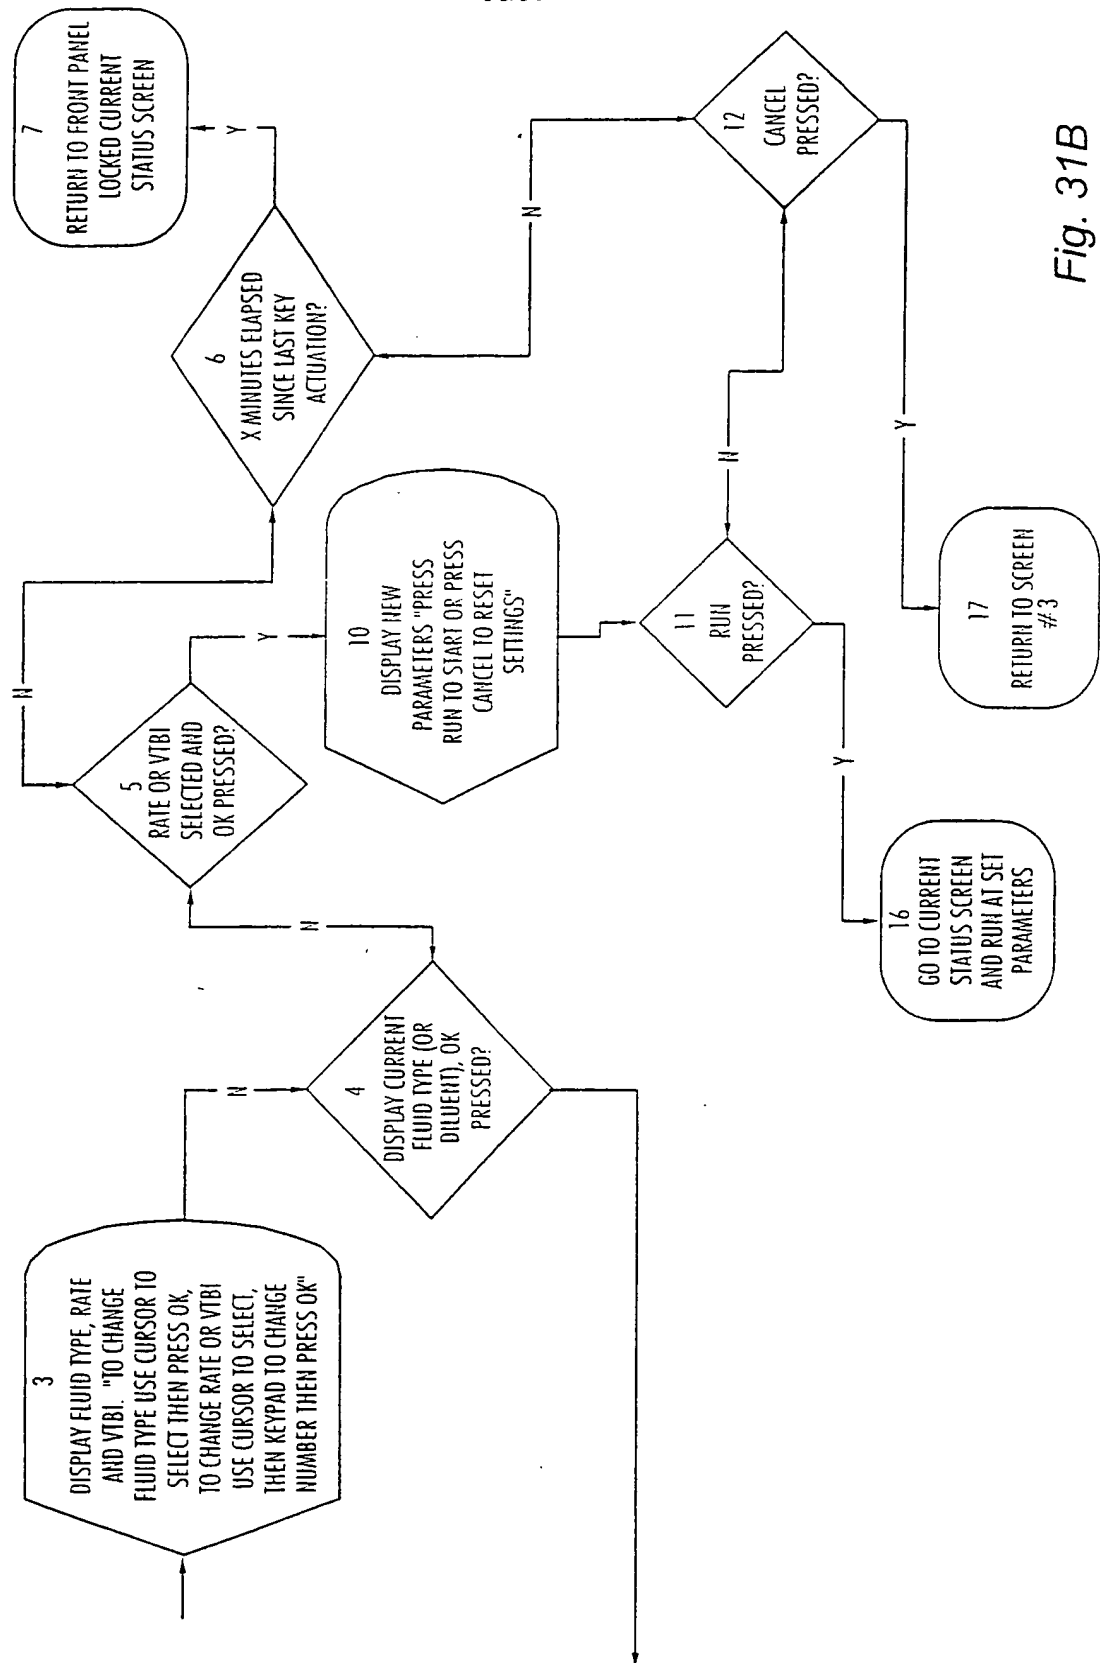 3
DISPLAY FLUID TYPE, RATE
AND VTBI. "TO CHANGE
FLUID TYPE USE CURSOR TO
SELECT THEN PRESS OK,
TO CHANGE RATE OR VTBI
USE CURSOR TO SELECT,
THEN KEYPAD TO CHANGE
NUMBER THEN PRESS OK"
N
4
DISPLAY CURRENT
FLUID TYPE (OR
DILUENT), OK
PRESSED?
N
5
RATE OR VTBI
SELECTED AND
OK PRESSED?
N
Y
6
X MINUTES ELAPSED
SINCE LAST KEY
ACTUATION?
Y
7
RETURN TO FRONT PANEL
LOCKED CURRENT
STATUS SCREEN
N
10
DISPLAY NEW
PARAMETERS "PRESS
RUN TO START OR PRESS
CANCEL TO RESET
SETTINGS"
11
RUN
PRESSED?
N
12
CANCEL
PRESSED?
Y
16
GO TO CURRENT
STATUS SCREEN
AND RUN AT SET
PARAMETERS
Y
17
RETURN TO SCREEN
#3
Fig. 31B